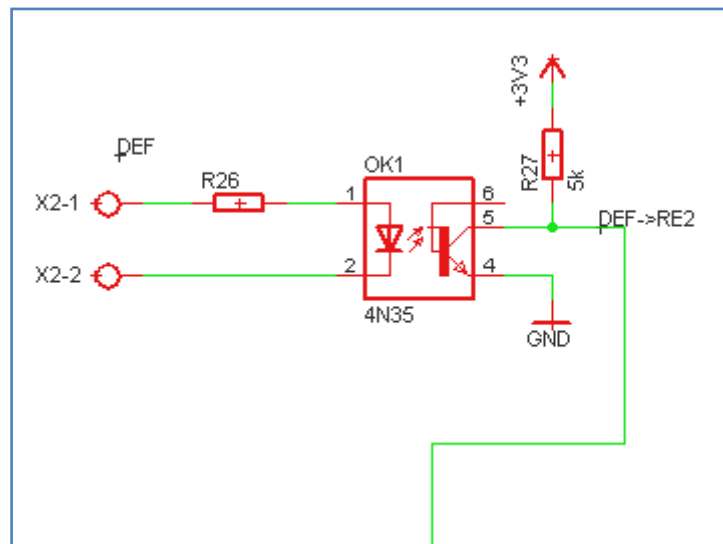 +3V3
DEF
OK1
R27
5k
X2-1
R26
1
6
5
DEF->RE2
X2-2
2
4
4N35
GND